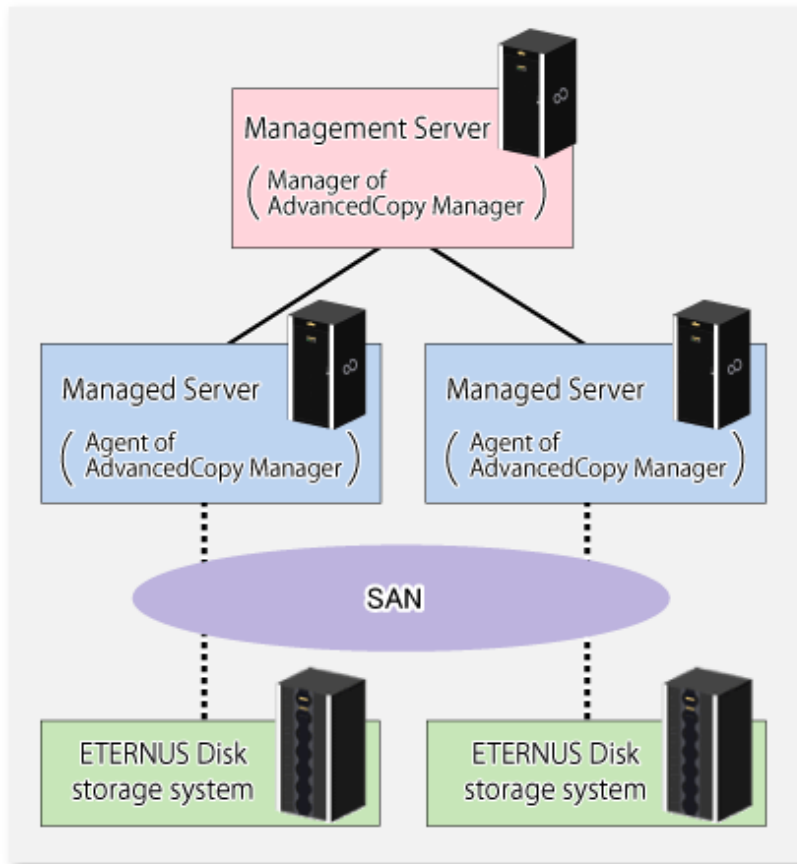 Management Server
( Manager of
AdvancedCopy Manager )
Managed Server
( Agent of
AdvancedCopy Manager )
Managed Server
( Agent of
AdvancedCopy Manager )
SAN
ETERNUS Disk
storage system
ETERNUS Disk
storage system